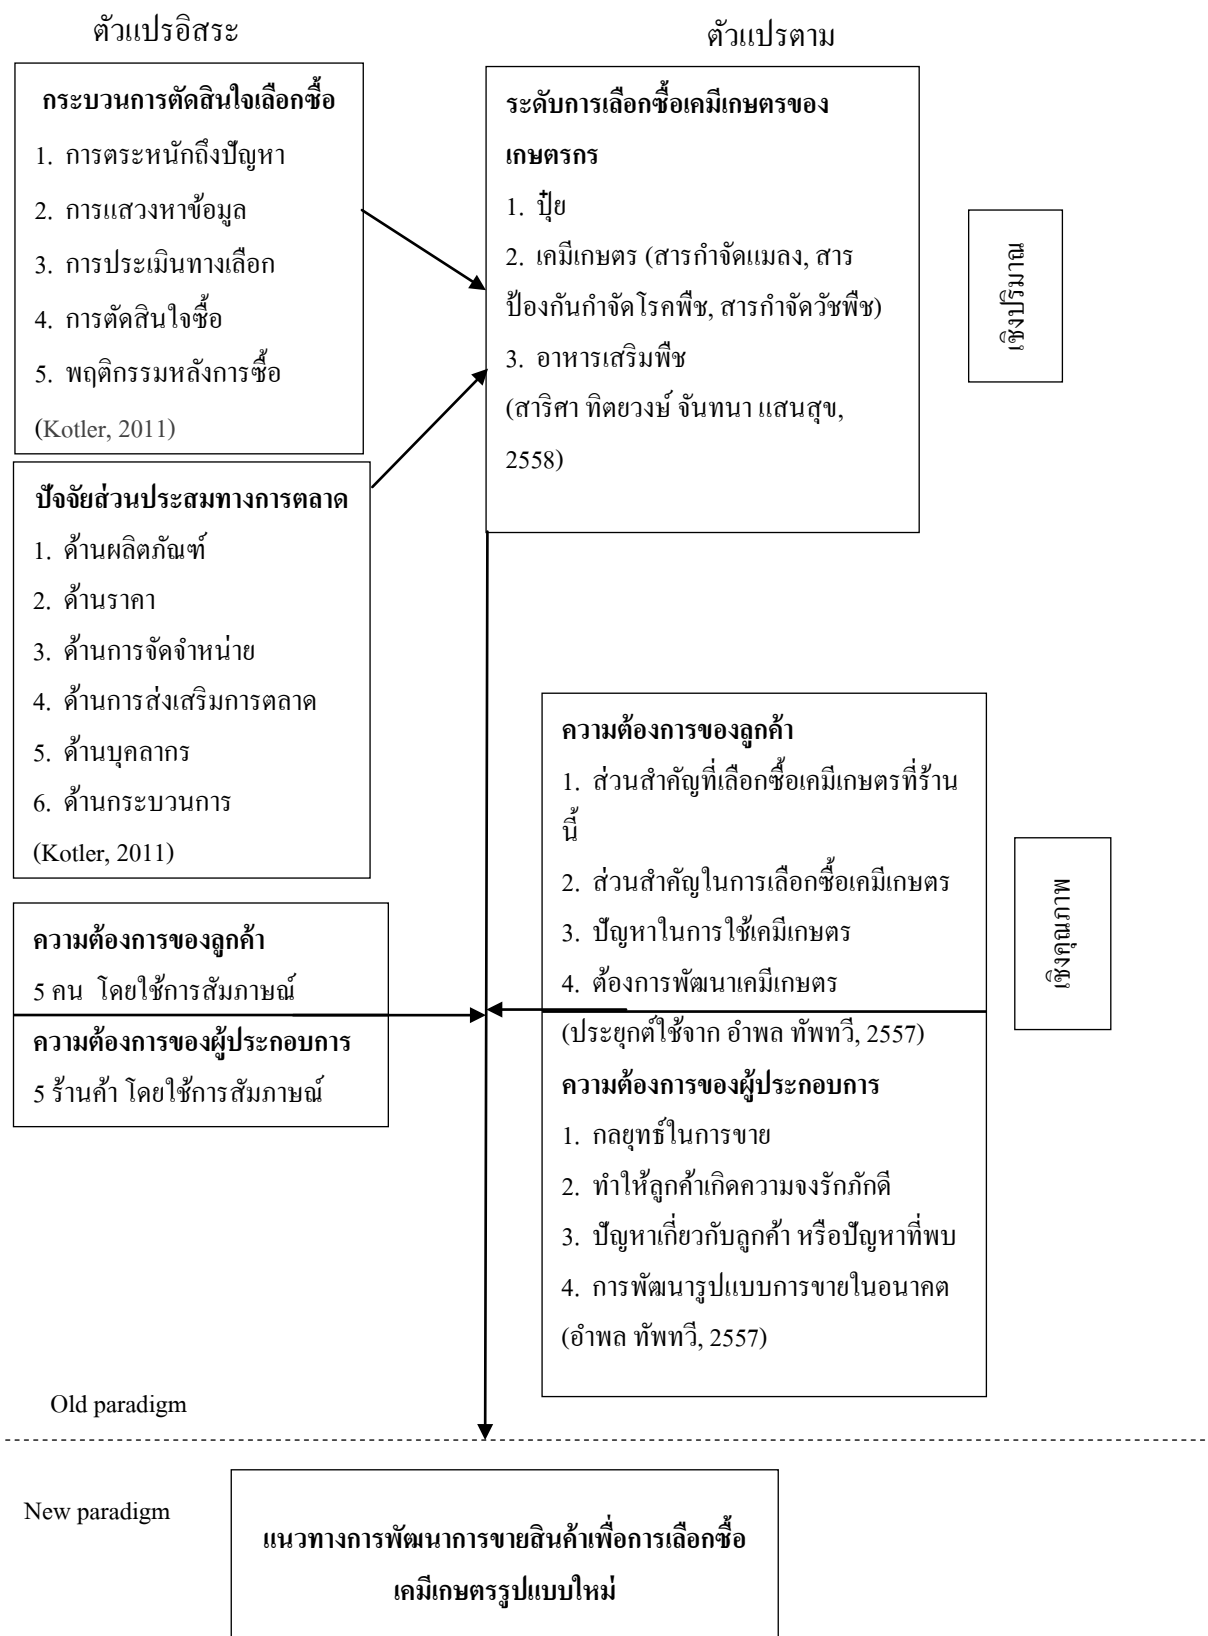 ตัวแปรอิสระ
ตัวแปรตาม
กระบวนการตัดสินใจเลือกซื้อ
1. การตระหนักถึงปัญหา
2. การแสวงหาข้อมูล
3. การประเมินทางเลือก
4. การตัดสินใจซื้อ
5. พฤติกรรมหลังการซื้อ
(Kotler, 2011)
ระดับการเลือกซื้อเคมีเกษตรของ
เกษตรกร
1. ปุ๋ย
2. เคมีเกษตร (สารกำจัดแมลง, สาร
ป้องกันกำจัดโรคพืช, สารกำจัดวัชพืช)
3. อาหารเสริมพืช
(สาริศา ทิตยวงษ์ จันทนา แสนสุข,
2558)
เชิงปริมาณ
ปัจจัยส่วนประสมทางการตลาด
1. ด้านผลิตภัณฑ์
2. ด้านราคา
3. ด้านการจัดจำหน่าย
4. ด้านการส่งเสริมการตลาด
5. ด้านบุคลากร
6. ด้านกระบวนการ
(Kotler, 2011)
ความต้องการของลูกค้า
5 คน โดยใช้การสัมภาษณ์
ความต้องการของผู้ประกอบการ
5 ร้านค้า โดยใช้การสัมภาษณ์
ความต้องการของลูกค้า
1. ส่วนสำคัญที่เลือกซื้อเคมีเกษตรที่ร้าน
นี้
2. ส่วนสำคัญในการเลือกซื้อเคมีเกษตร
3. ปัญหาในการใช้เคมีเกษตร
4. ต้องการพัฒนาเคมีเกษตร
(ประยุกต์ใช้จาก อำพล ทัพทวี, 2557)
ความต้องการของผู้ประกอบการ
1. กลยุทธ์ในการขาย
2. ทำให้ลูกค้าเกิดความจงรักภักดี
3. ปัญหาเกี่ยวกับลูกค้า หรือปัญหาที่พบ
4. การพัฒนารูปแบบการขายในอนาคต
(อำพล ทัพทวี, 2557)
เชิงคุณภาพ
Old paradigm
New paradigm
แนวทางการพัฒนาการขายสินค้าเพื่อการเลือกซื้อ
เคมีเกษตรรูปแบบใหม่